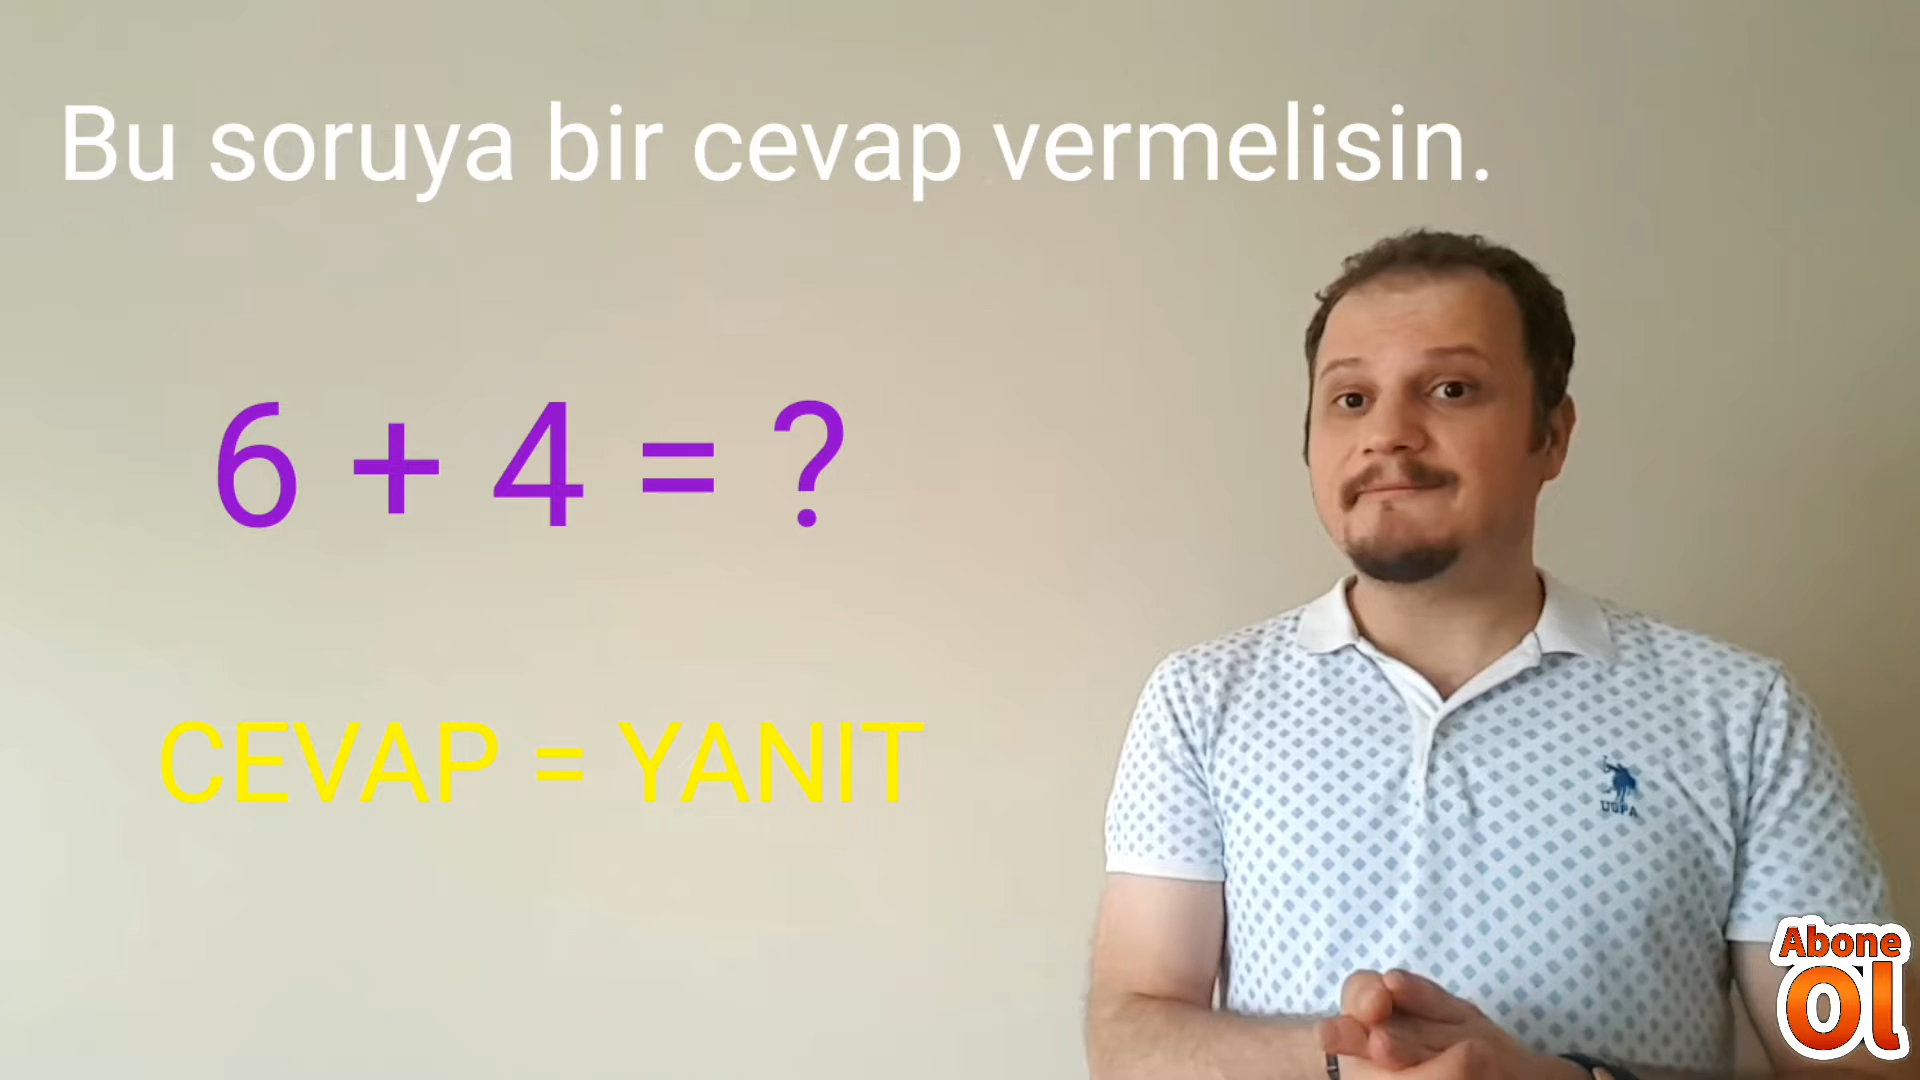 Bu soruya bir cevap vermelisin.
6 + 4 = ?
CEVAP = YANIT
USPA
Abone
Ol